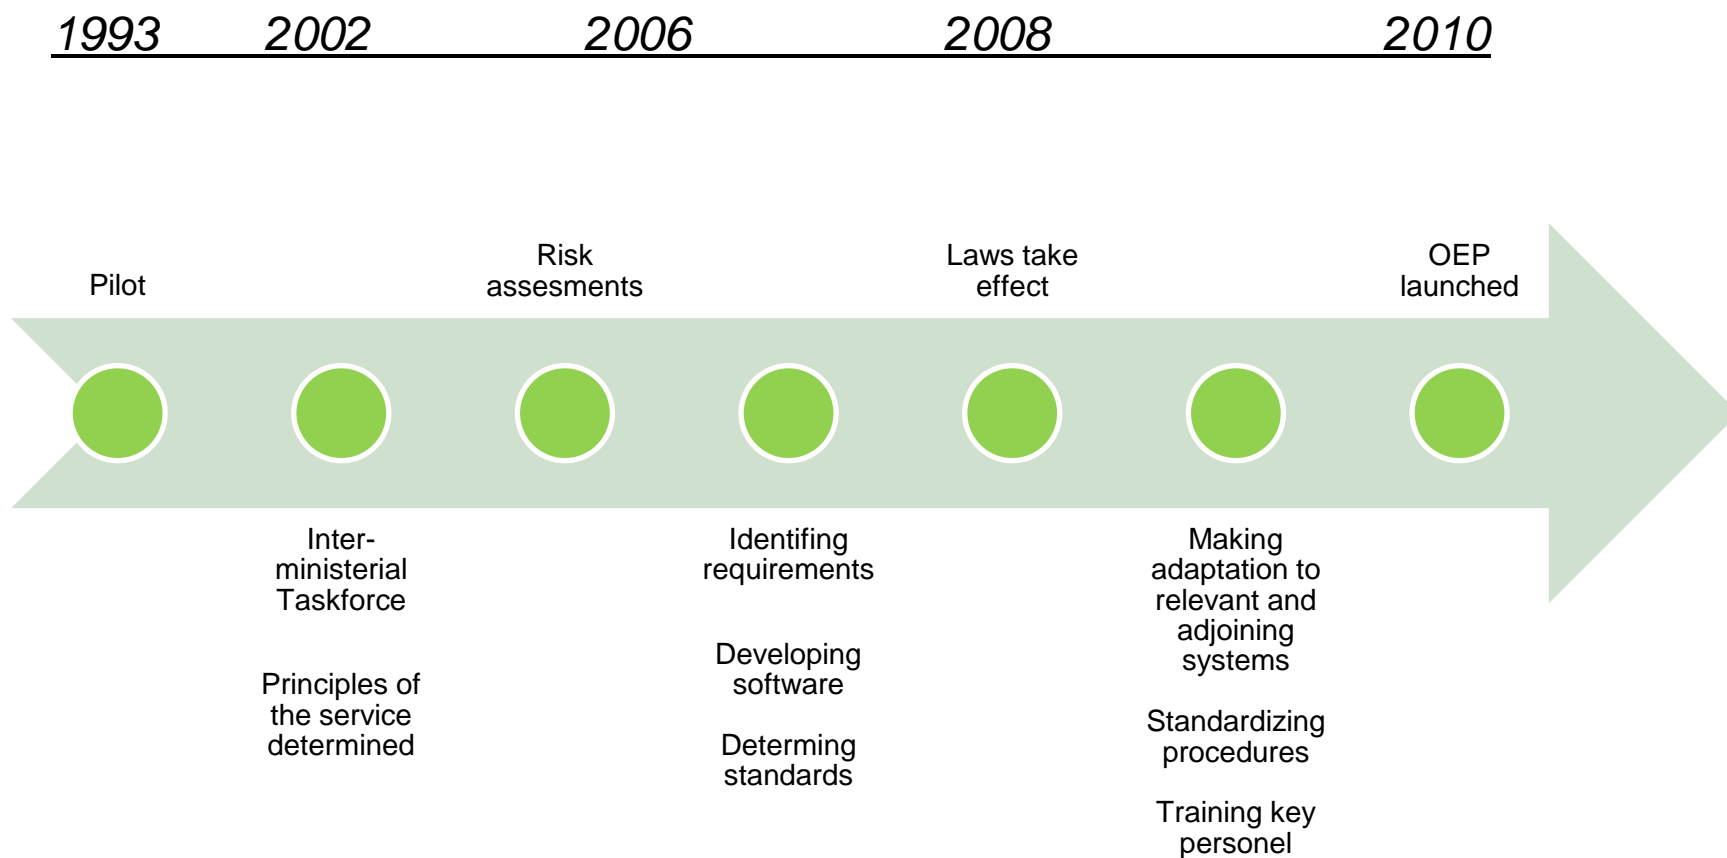 1993 2002 2006 2008 2010
Pilot
Risk
assesments
Laws take
effect
OEP
launched
Inter-
ministerial
Taskforce
Principles of
the service
determined
Identifing
requirements
Developing
software
Determing
standards
Making
adaptation to
relevant and
adjoining
systems
Standardizing
procedures
Training key
personel